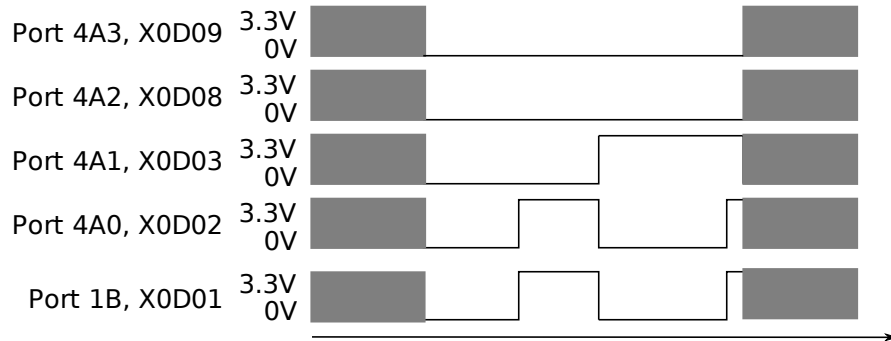 Port 4A3, X0D09 3.3V
0V
Port 4A2, X0D08 3.3V
0V
Port 4A1, X0D03 3.3V
0V
Port 4A0, X0D02 3.3V
0V
Port 1B, X0D01 3.3V
0V